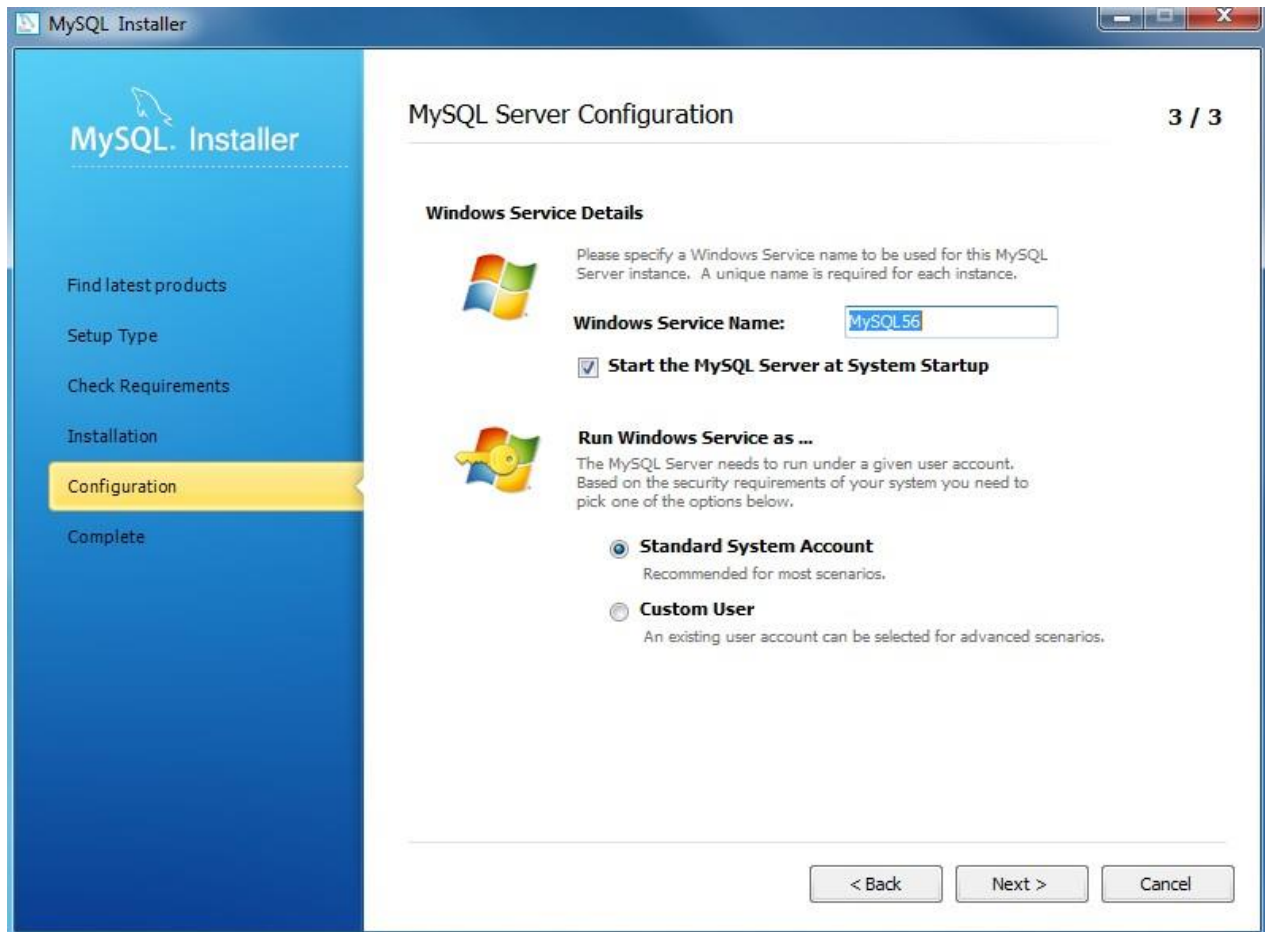 MySQL Installer
MySQL. Installer
Find latest products
Setup Type
Check Requirements
Installation
Configuration
Complete
MySQL Server Configuration
3 / 3
Windows Service Details
Please specify a Windows Service name to be used for this MySQL
Server instance. A unique name is required for each instance.
Windows Service Name: MySQL56
Start the MySQL Server at System Startup
Run Windows Service as ...
The MySQL Server needs to run under a given user account.
Based on the security requirements of your system you need to
pick one of the options below.
Standard System Account
Recommended for most scenarios.
Custom User
An existing user account can be selected for advanced scenarios.
< Back Next > Cancel